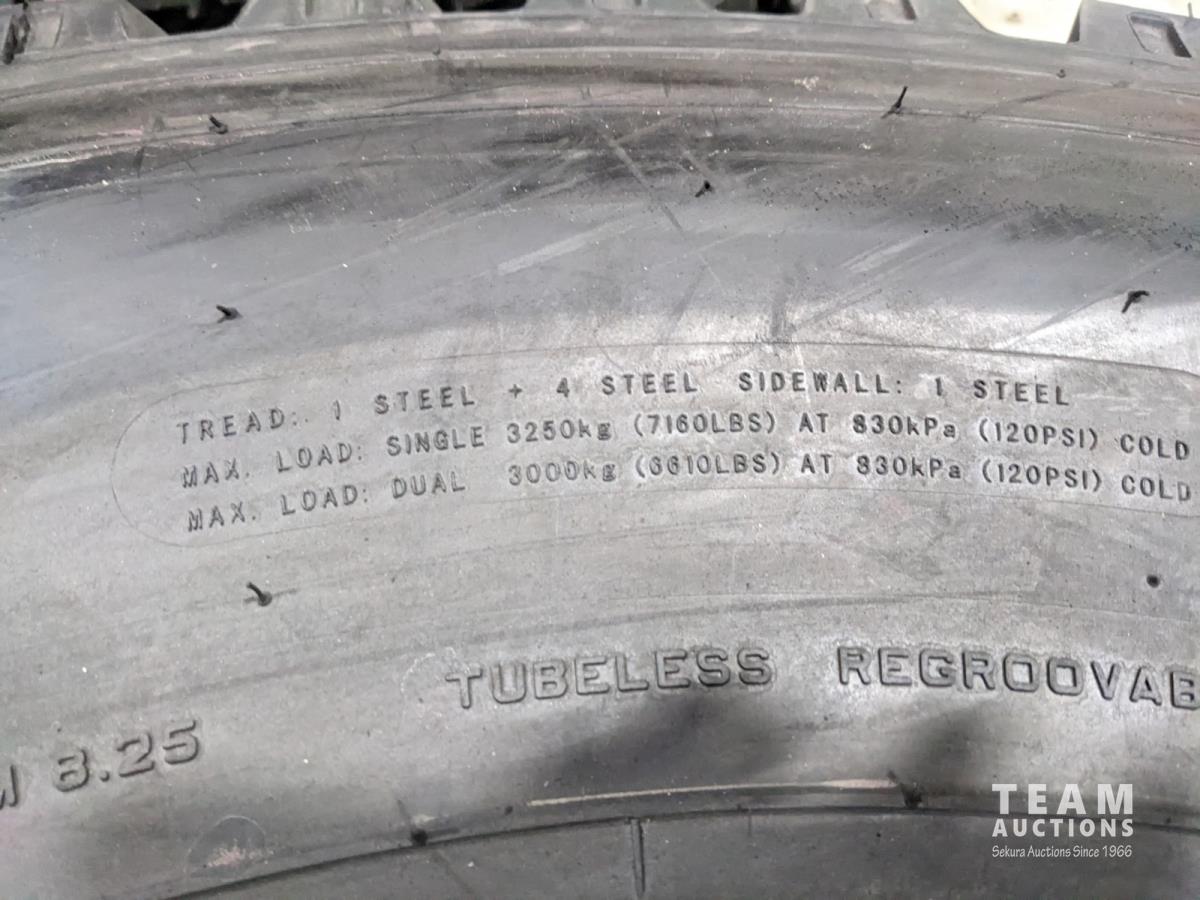 TREAD: 1 STEEL + 4 STEEL SIDEWALL: 1 STEEL
MAX. LOAD: SINGLE 3250kg (7160LBS) AT 830kPa (120PSI) COLD
MAX. LOAD: DUAL 3000kg (6610LBS) AT 830kPa (120PSI) COLD
TUBELESS REGROOVAB
M 8.25
TEAM
AUCTIONS
Sekura Auctions Since 1966